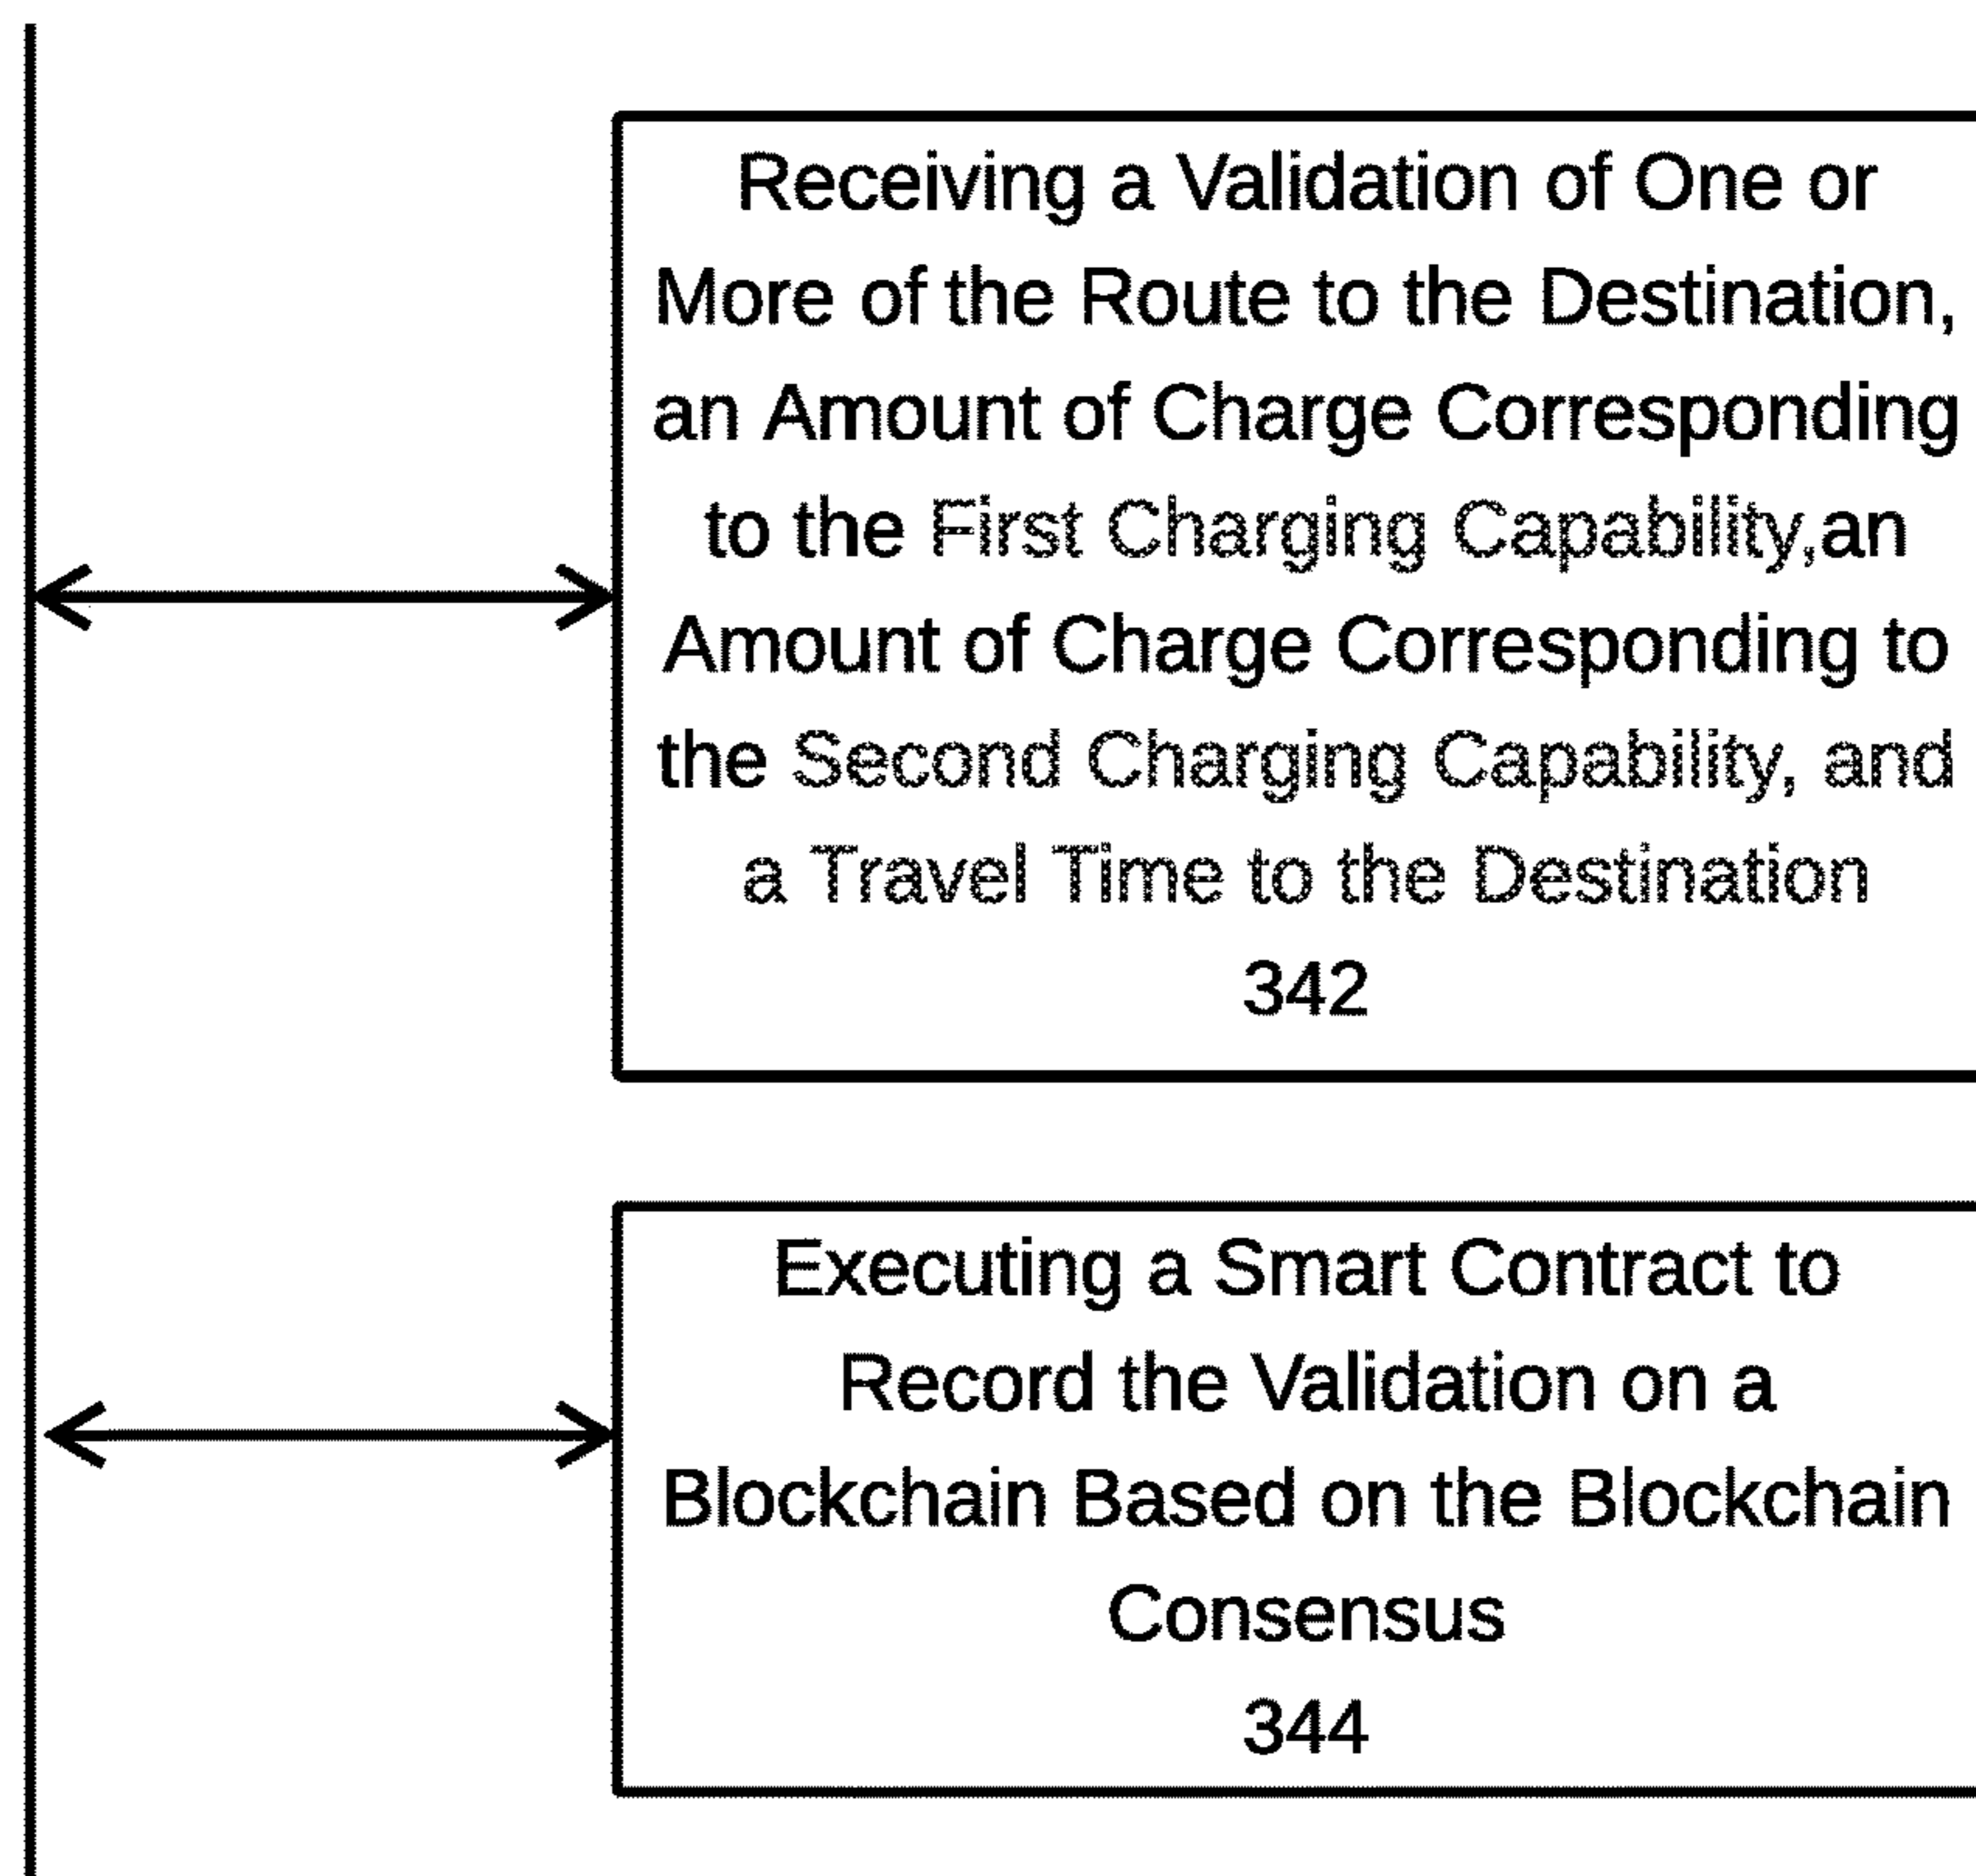 Receiving a Validation of One or
More of the Route to the Destination,
an Amount of Charge Corresponding
to the First Charging Capability,an
Amount of Charge Corresponding to
the Second Charging Capability, and
a Travel Time to the Destination
342
Executing a Smart Contract to
Record the Validation on a
Blockchain Based on the Blockchain
Consensus
344